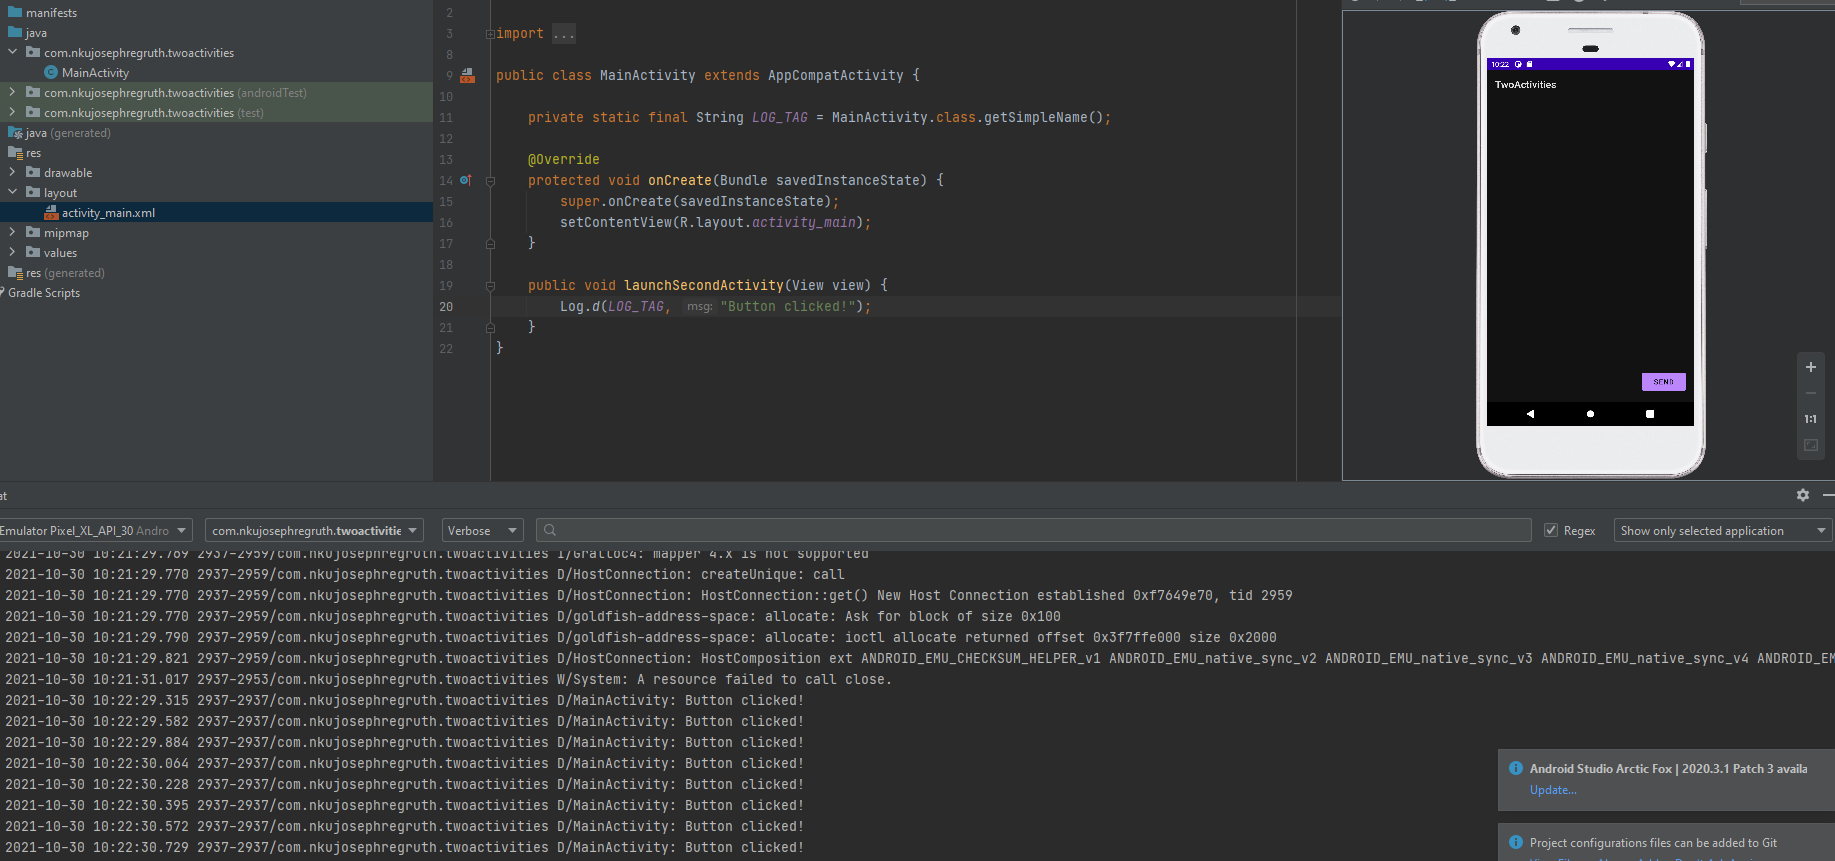 manifests
java
com.nkujosephregruth.twoactivities
MainActivity
com.nkujosephregruth.twoactivities (androidTest)
com.nkujosephregruth.twoactivities (test)
java (generated)
res
drawable
layout
activity_main.xml
mipmap
values
res (generated)
Gradle Scripts
2
3 import ...
8
9 public class MainActivity extends AppCompatActivity {
10
11 private static final String LOG_TAG = MainActivity.class.getSimpleName();
12
13 @Override
14 protected void onCreate(Bundle savedInstanceState) {
15 super.onCreate(savedInstanceState);
16 setContentView(R.layout.activity_main);
17 }
18
19 public void launchSecondActivity(View view) {
20 Log.d(LOG_TAG, msg: "Button clicked!");
21 }
22 }
10:22
TwoActivities
SEND
1:1
at
Emulator Pixel_XL_API_30 Andro com.nkujosephregruth.twoactivitie Verbose Regex Show only selected application
2021-10-30 10:21:29.769 2937-2959/com.nkujosephregruth.twoactivities I/Gralloc4: mapper 4.x is not supported
2021-10-30 10:21:29.770 2937-2959/com.nkujosephregruth.twoactivities D/HostConnection: createUnique: call
2021-10-30 10:21:29.770 2937-2959/com.nkujosephregruth.twoactivities D/HostConnection: HostConnection::get() New Host Connection established 0xf7649e70, tid 2959
2021-10-30 10:21:29.770 2937-2959/com.nkujosephregruth.twoactivities D/goldfish-address-space: allocate: Ask for block of size 0x100
2021-10-30 10:21:29.790 2937-2959/com.nkujosephregruth.twoactivities D/goldfish-address-space: allocate: ioctl allocate returned offset 0x3f7ffe000 size 0x2000
2021-10-30 10:21:29.821 2937-2959/com.nkujosephregruth.twoactivities D/HostConnection: HostComposition ext ANDROID_EMU_CHECKSUM_HELPER_v1 ANDROID_EMU_native_sync_v2 ANDROID_EMU_native_sync_v3 ANDROID_EMU_native_sync_v4 ANDROID_EM
2021-10-30 10:21:31.017 2937-2953/com.nkujosephregruth.twoactivities W/System: A resource failed to call close.
2021-10-30 10:22:29.315 2937-2937/com.nkujosephregruth.twoactivities D/MainActivity: Button clicked!
2021-10-30 10:22:29.582 2937-2937/com.nkujosephregruth.twoactivities D/MainActivity: Button clicked!
2021-10-30 10:22:29.884 2937-2937/com.nkujosephregruth.twoactivities D/MainActivity: Button clicked!
2021-10-30 10:22:30.064 2937-2937/com.nkujosephregruth.twoactivities D/MainActivity: Button clicked!
2021-10-30 10:22:30.228 2937-2937/com.nkujosephregruth.twoactivities D/MainActivity: Button clicked!
2021-10-30 10:22:30.395 2937-2937/com.nkujosephregruth.twoactivities D/MainActivity: Button clicked!
2021-10-30 10:22:30.572 2937-2937/com.nkujosephregruth.twoactivities D/MainActivity: Button clicked!
2021-10-30 10:22:30.729 2937-2937/com.nkujosephregruth.twoactivities D/MainActivity: Button clicked!
Android Studio Arctic Fox | 2020.3.1 Patch 3 availa
Update...
Project configurations files can be added to Git